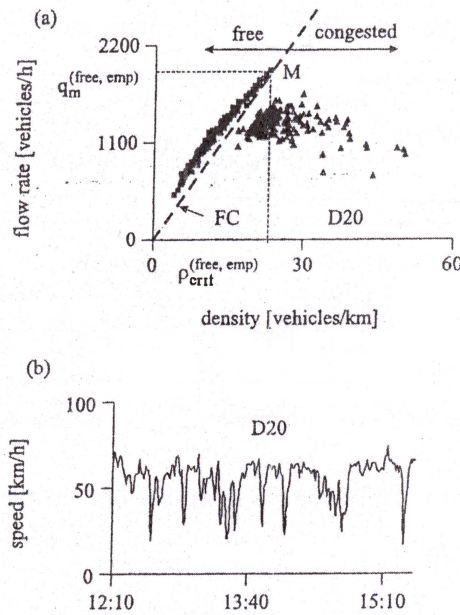 (a)
free congested
2200
q_m^(free, emp)
M
1100
flow rate [vehicles/h]
FC
D20
0
0 30 60
ρ_crit^(free, emp)
density [vehicles/km]
(b)
100
D20
50
speed [km/h]
0
12:10 13:40 15:10